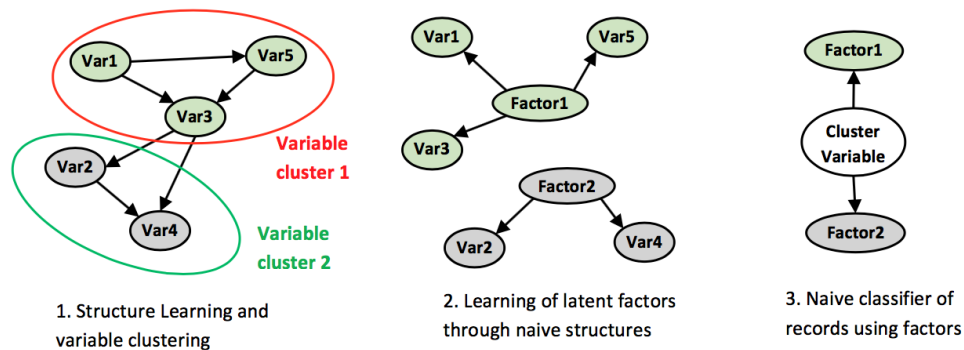 Var1
Var5
Var3
Variable
cluster 1
Var2
Var4
Variable
cluster 2
1. Structure Learning and
variable clustering
Var1
Var5
Factor1
Var3
Factor2
Var2
Var4
2. Learning of latent factors
through naive structures
Factor1
Cluster
Variable
Factor2
3. Naive classifier of
records using factors